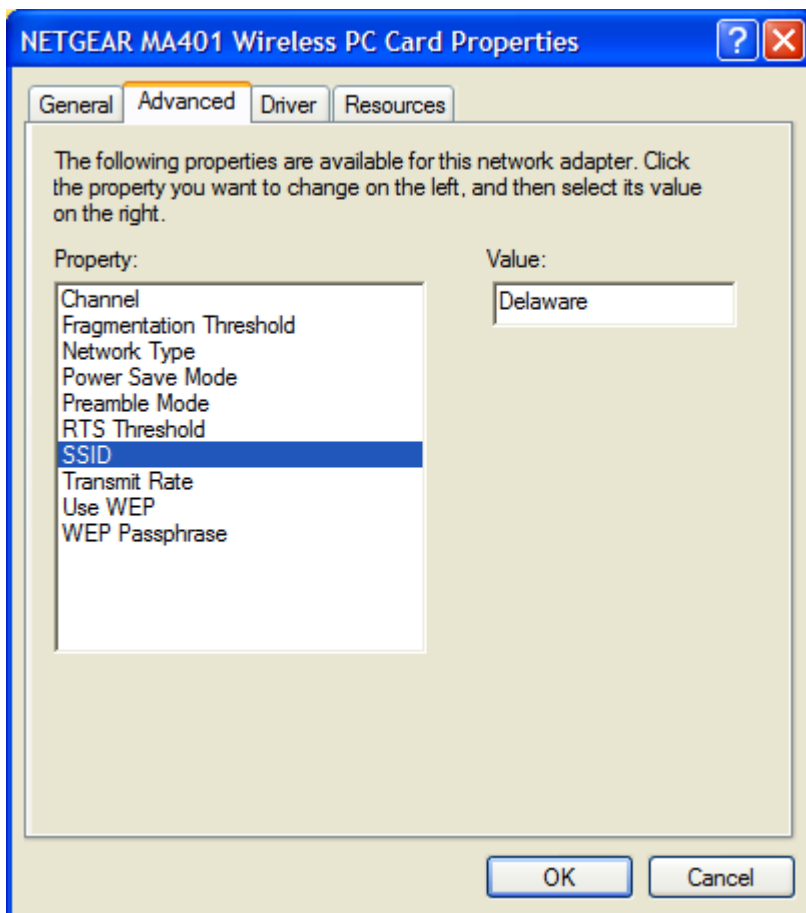 NETGEAR MA401 Wireless PC Card Properties
General Advanced Driver Resources
The following properties are available for this network adapter. Click
the property you want to change on the left, and then select its value
on the right.
Property:
Channel
Fragmentation Threshold
Network Type
Power Save Mode
Preamble Mode
RTS Threshold
SSID
Transmit Rate
Use WEP
WEP Passphrase
Value:
Delaware
OK Cancel